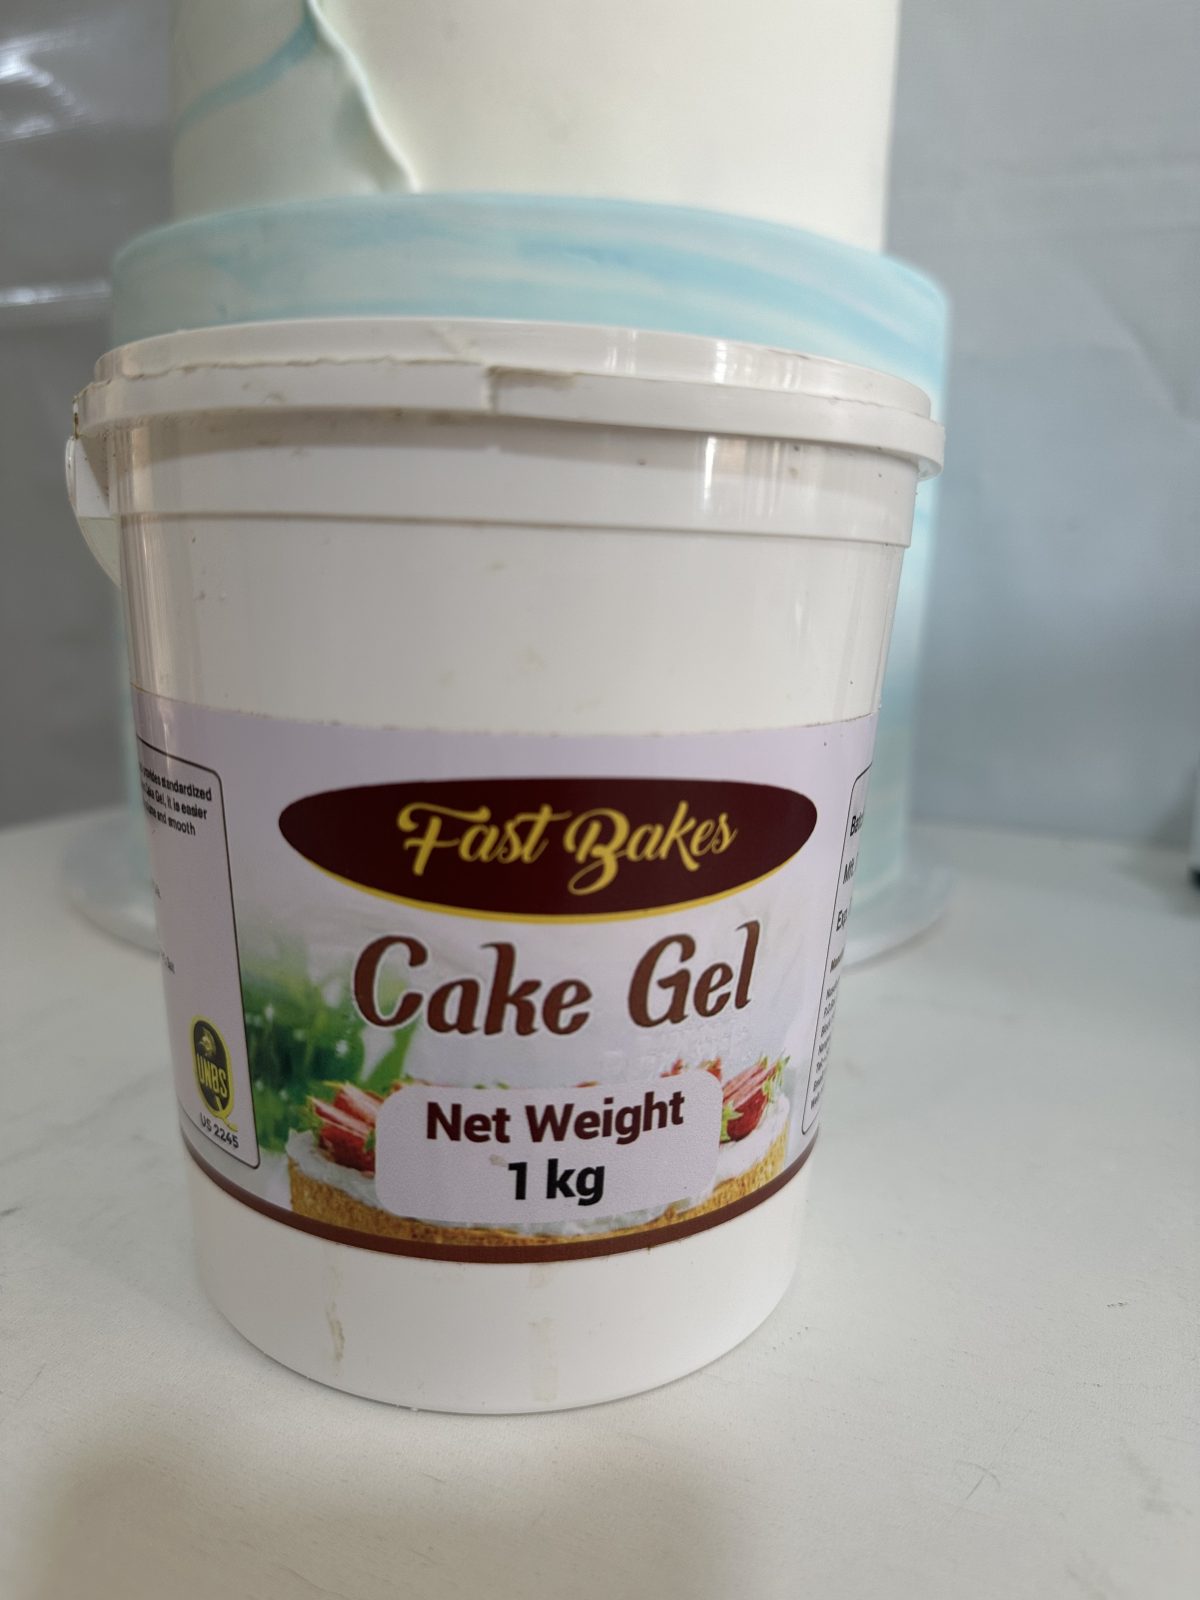 provides standardized
Cake Gel, it is easier
and smooth
UNBS
US 2245
Fast Bakes
Cake Gel
Net Weight
1 kg